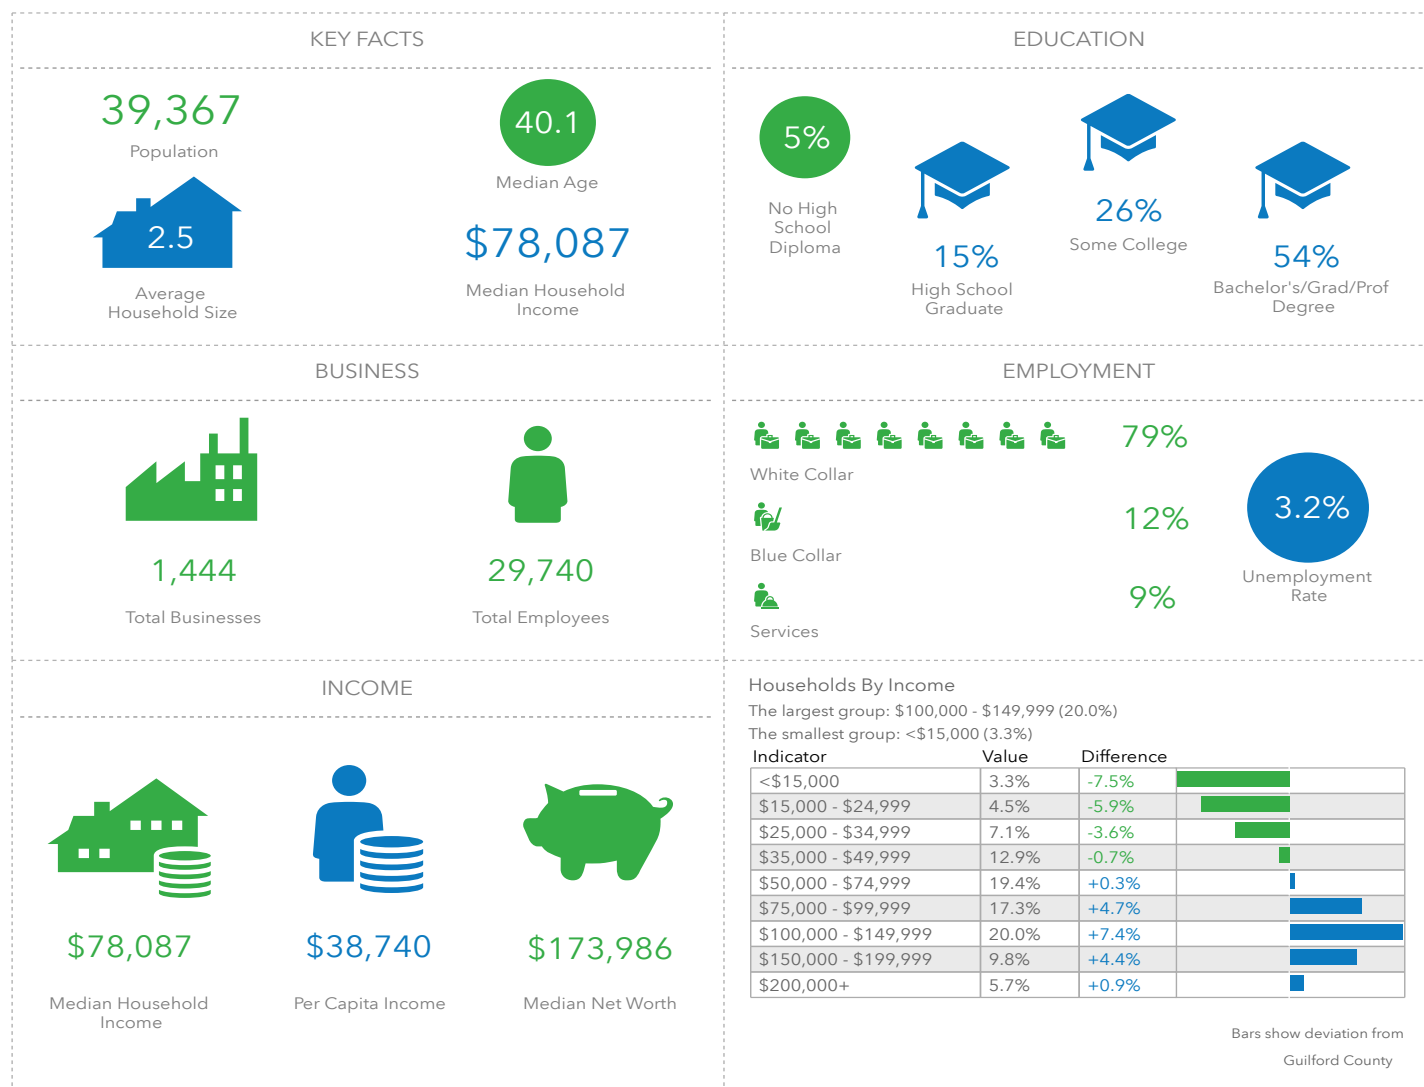 KEY FACTS
39,367
Population
40.1
Median Age
2.5
Average
Household Size
$78,087
Median Household
Income
EDUCATION
5%
No High
School
Diploma
15%
High School
Graduate
26%
Some College
54%
Bachelor's/Grad/Prof
Degree
BUSINESS
1,444
Total Businesses
29,740
Total Employees
EMPLOYMENT
79%
White Collar
12%
Blue Collar
9%
Services
3.2%
Unemployment
Rate
INCOME
$78,087
Median Household
Income
$38,740
Per Capita Income
$173,986
Median Net Worth
Households By Income
The largest group: $100,000 - $149,999 (20.0%)
The smallest group: <$15,000 (3.3%)
Indicator Value Difference
<$15,000 3.3% -7.5%
$15,000 - $24,999 4.5% -5.9%
$25,000 - $34,999 7.1% -3.6%
$35,000 - $49,999 12.9% -0.7%
$50,000 - $74,999 19.4% +0.3%
$75,000 - $99,999 17.3% +4.7%
$100,000 - $149,999 20.0% +7.4%
$150,000 - $199,999 9.8% +4.4%
$200,000+ 5.7% +0.9%
Bars show deviation from
Guilford County